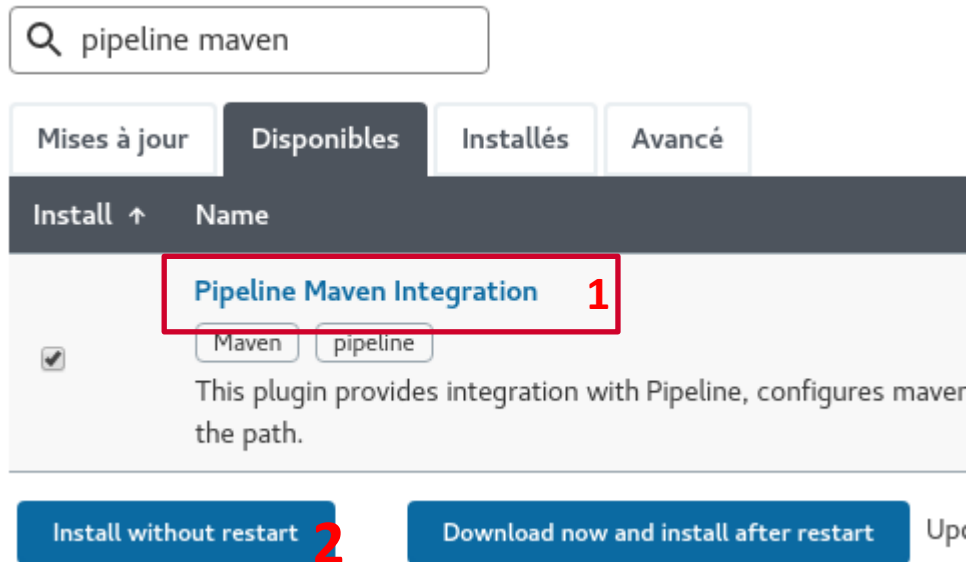 pipeline maven
Mises à jour Disponibles Installés Avancé
Install ↑ Name
Pipeline Maven Integration 1
Maven pipeline
This plugin provides integration with Pipeline, configures maven
the path.
Install without restart 2 Download now and install after restart